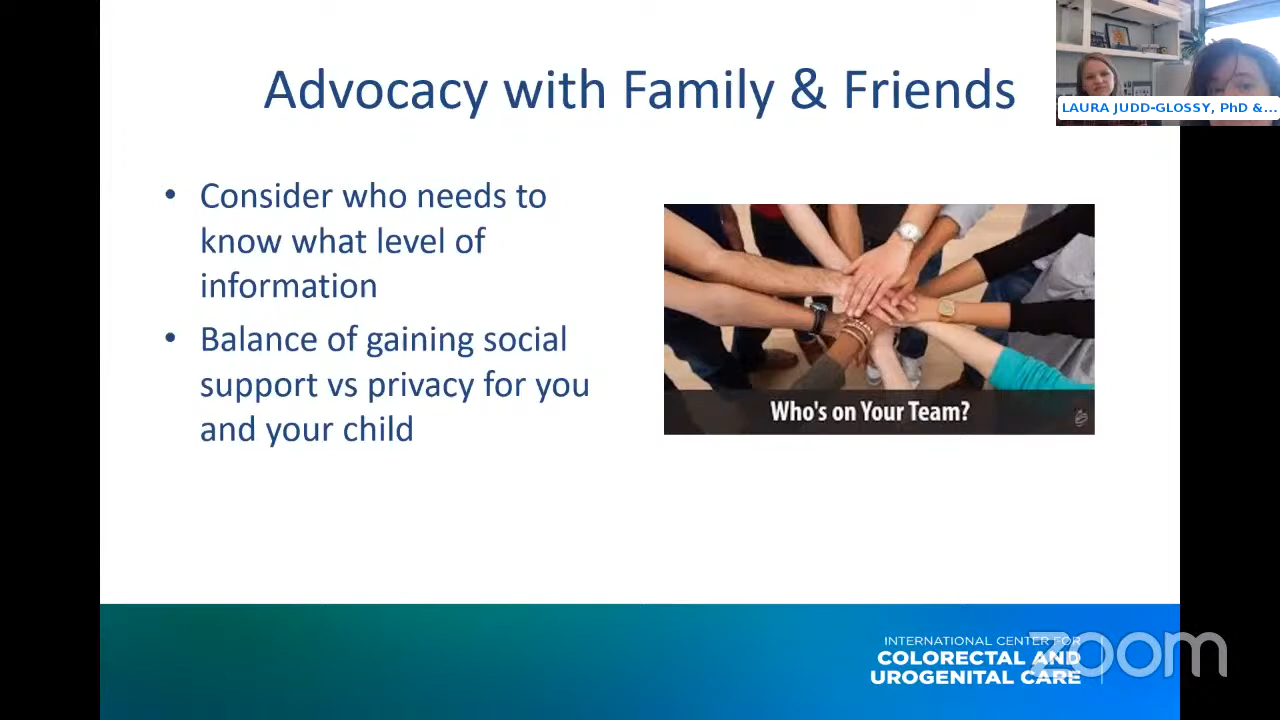 Advocacy with Family & Friends
LAURA JUDD-GLOSSY, PhD &...
• Consider who needs to
know what level of
information
• Balance of gaining social
support vs privacy for you
and your child
Who's on Your Team?
INTERNATIONAL CENTER FOR
COLORECTAL AND
UROGENITAL CARE
zoom